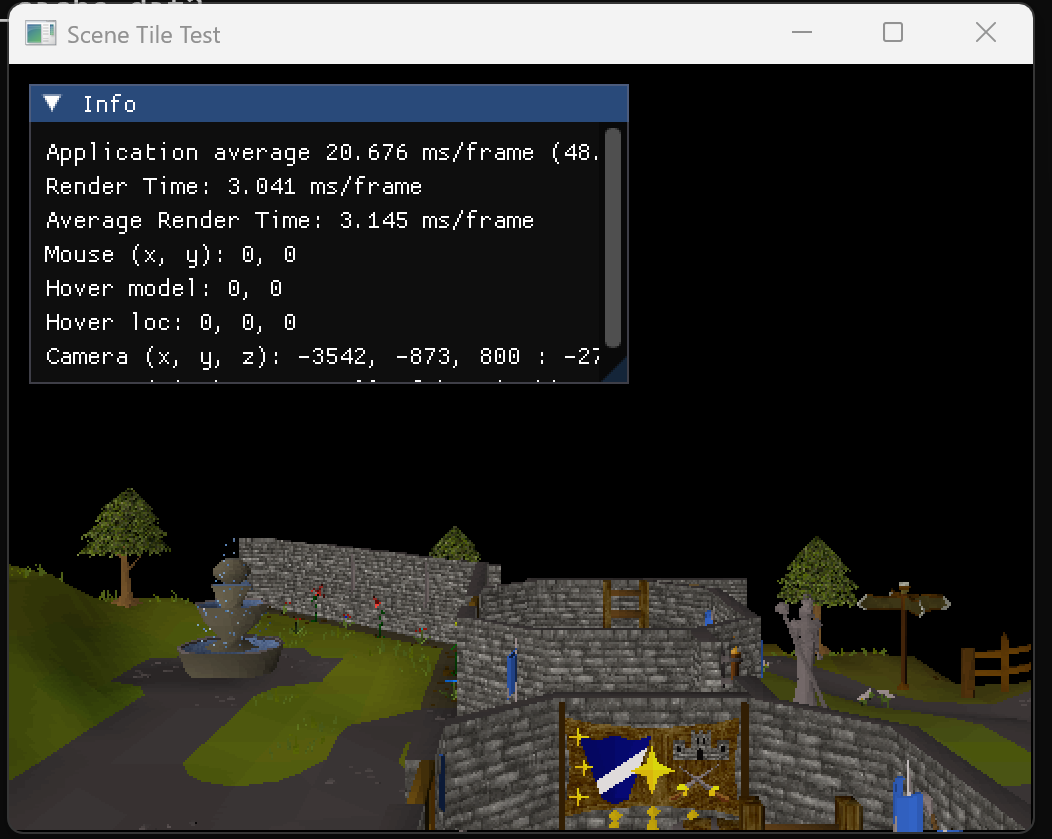 Scene Tile Test
Info
Application average 20.676 ms/frame (48.
Render Time: 3.041 ms/frame
Average Render Time: 3.145 ms/frame
Mouse (x, y): 0, 0
Hover model: 0, 0
Hover loc: 0, 0, 0
Camera (x, y, z): -3542, -873, 800 : -27